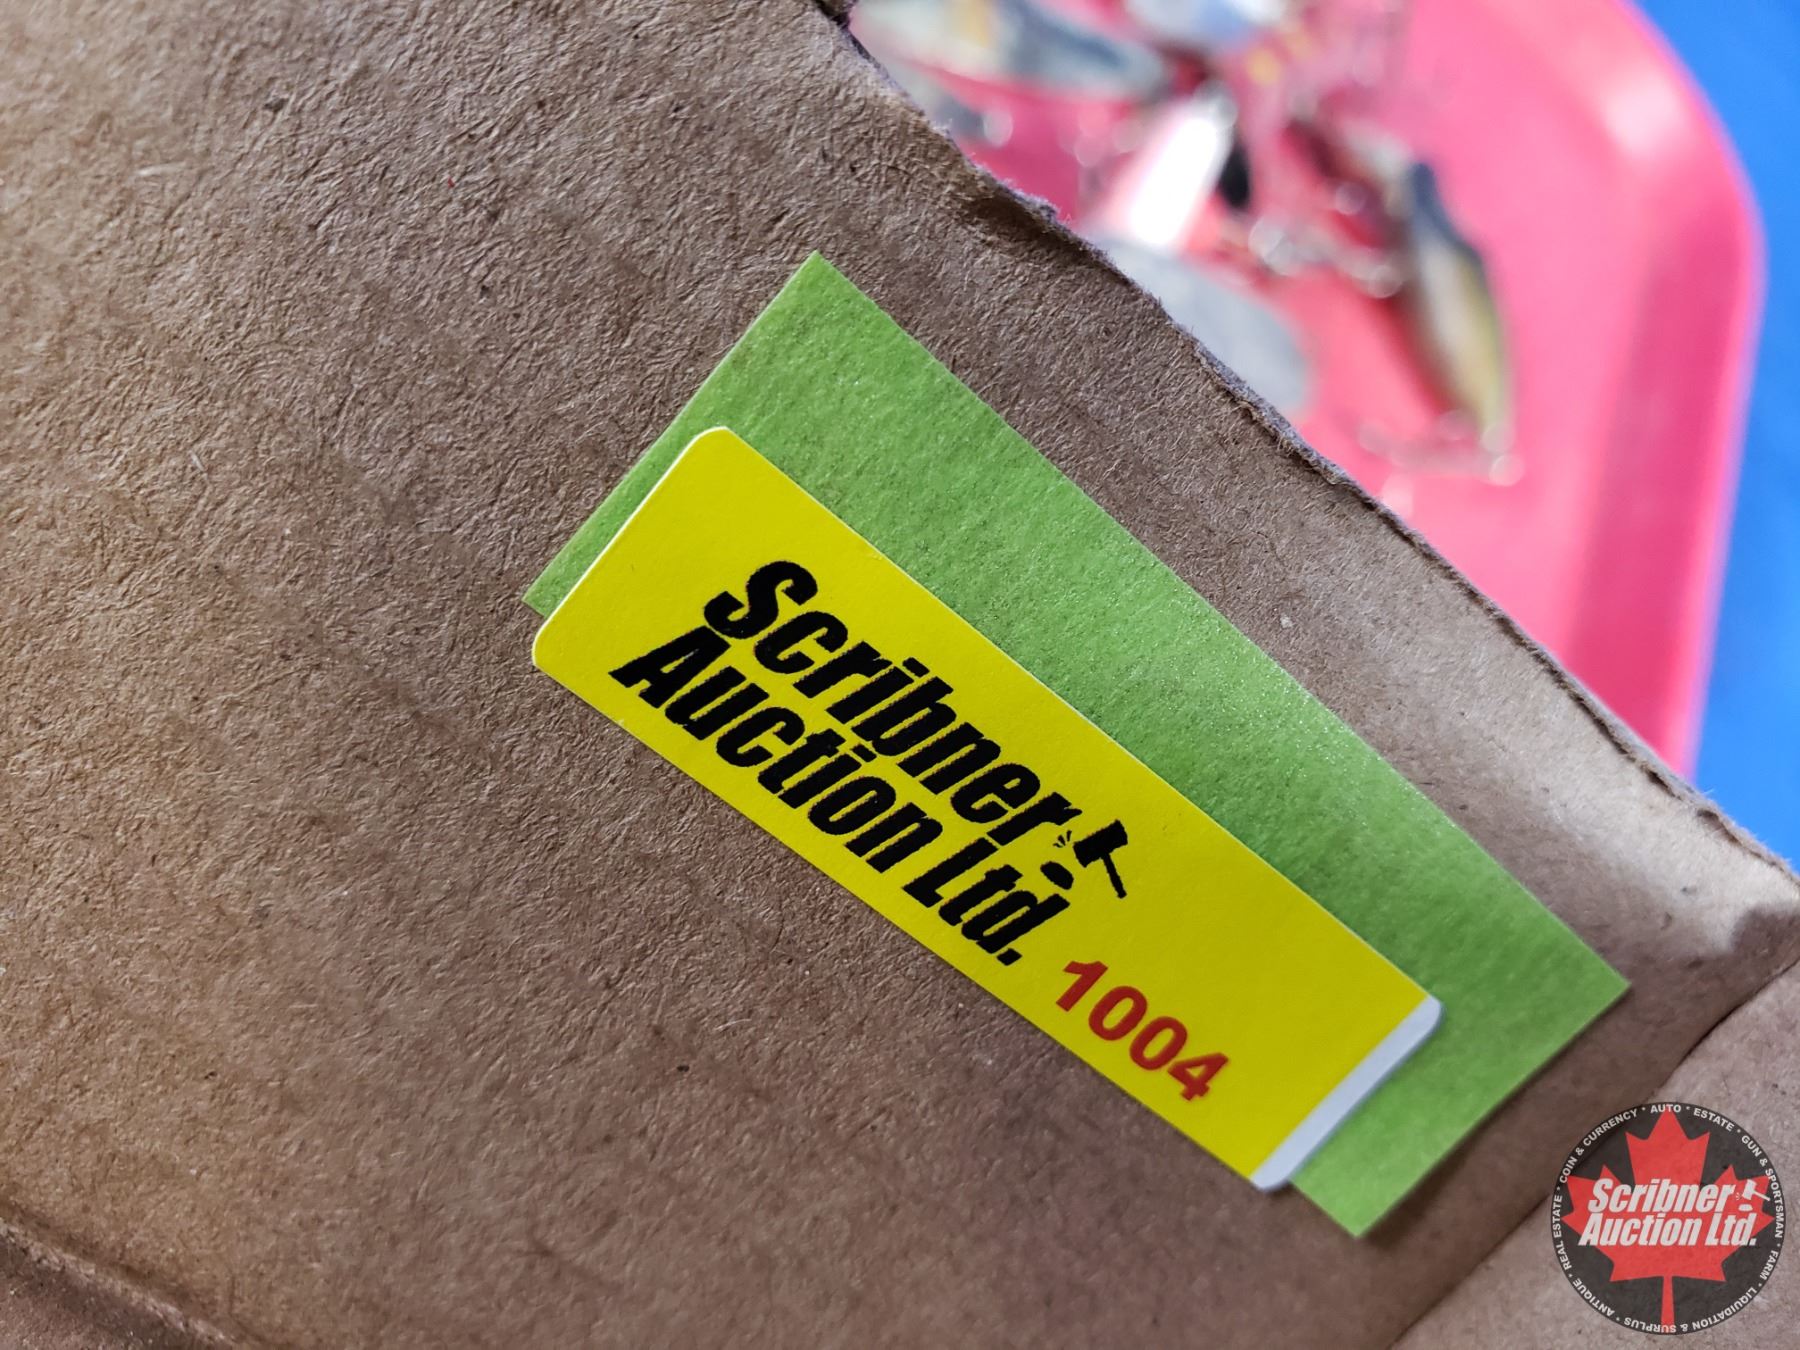 Scribner
Auction Ltd.
1004
COIN & CURRENCY * AUTO * ESTATE * GUN & SPORTSMAN * FARM * LIQUIDATION & SURPLUS * ANTIQUE * REAL ESTATE *
Scribner
Auction Ltd.